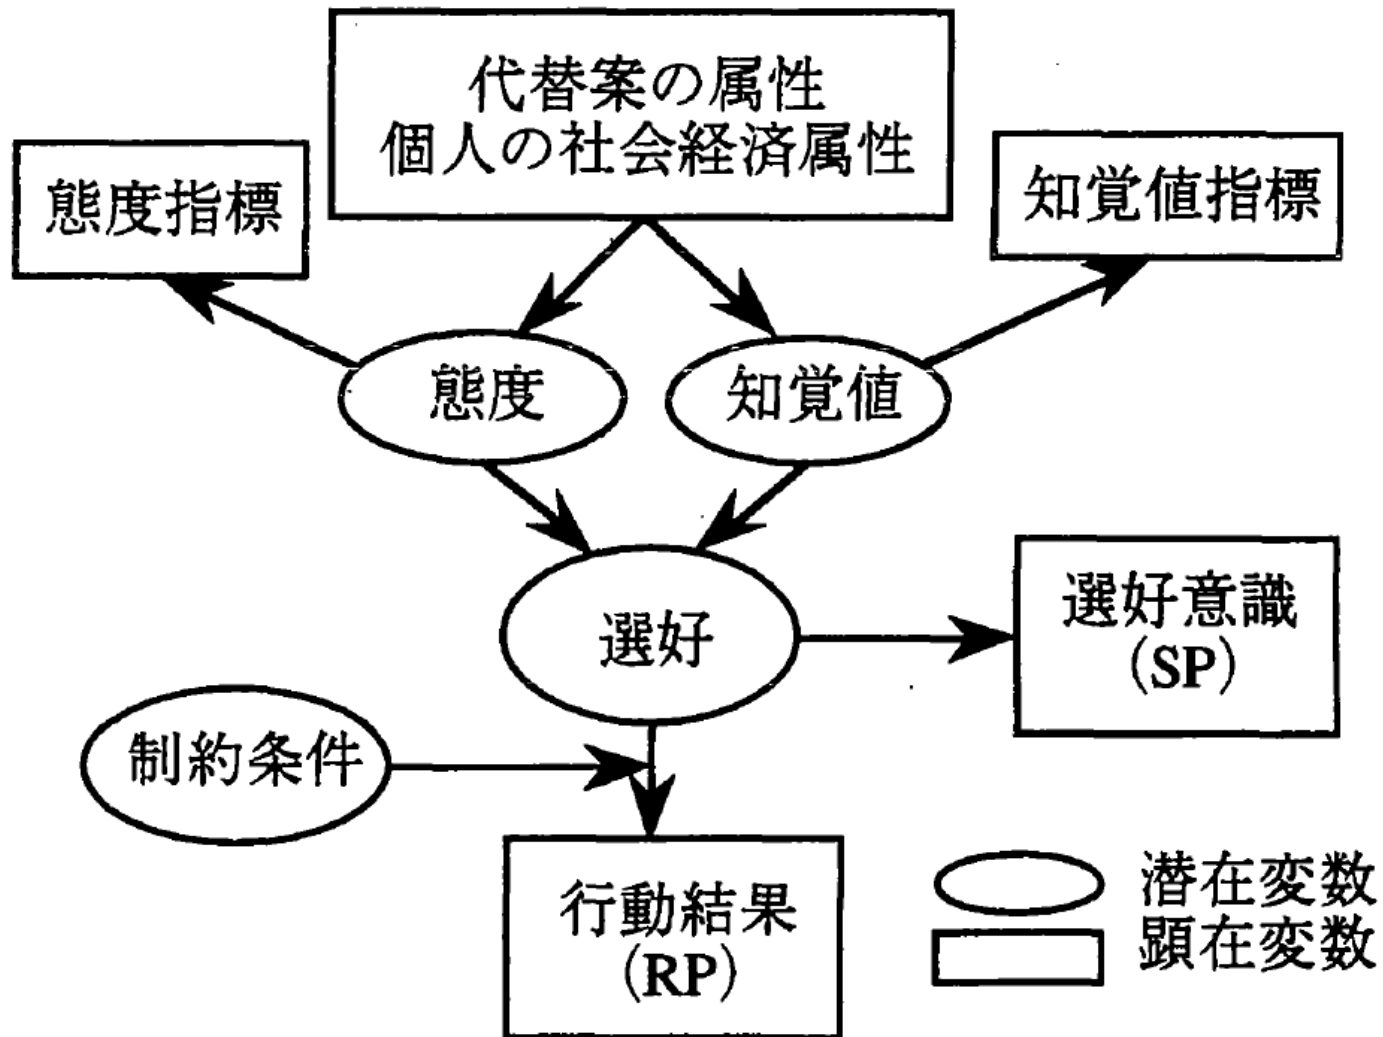 代替案の属性
個人の社会経済属性
態度指標
知覚値指標
態度
知覚値
選好
選好意識
(SP)
制約条件
行動結果
(RP)
潜在変数
顕在変数